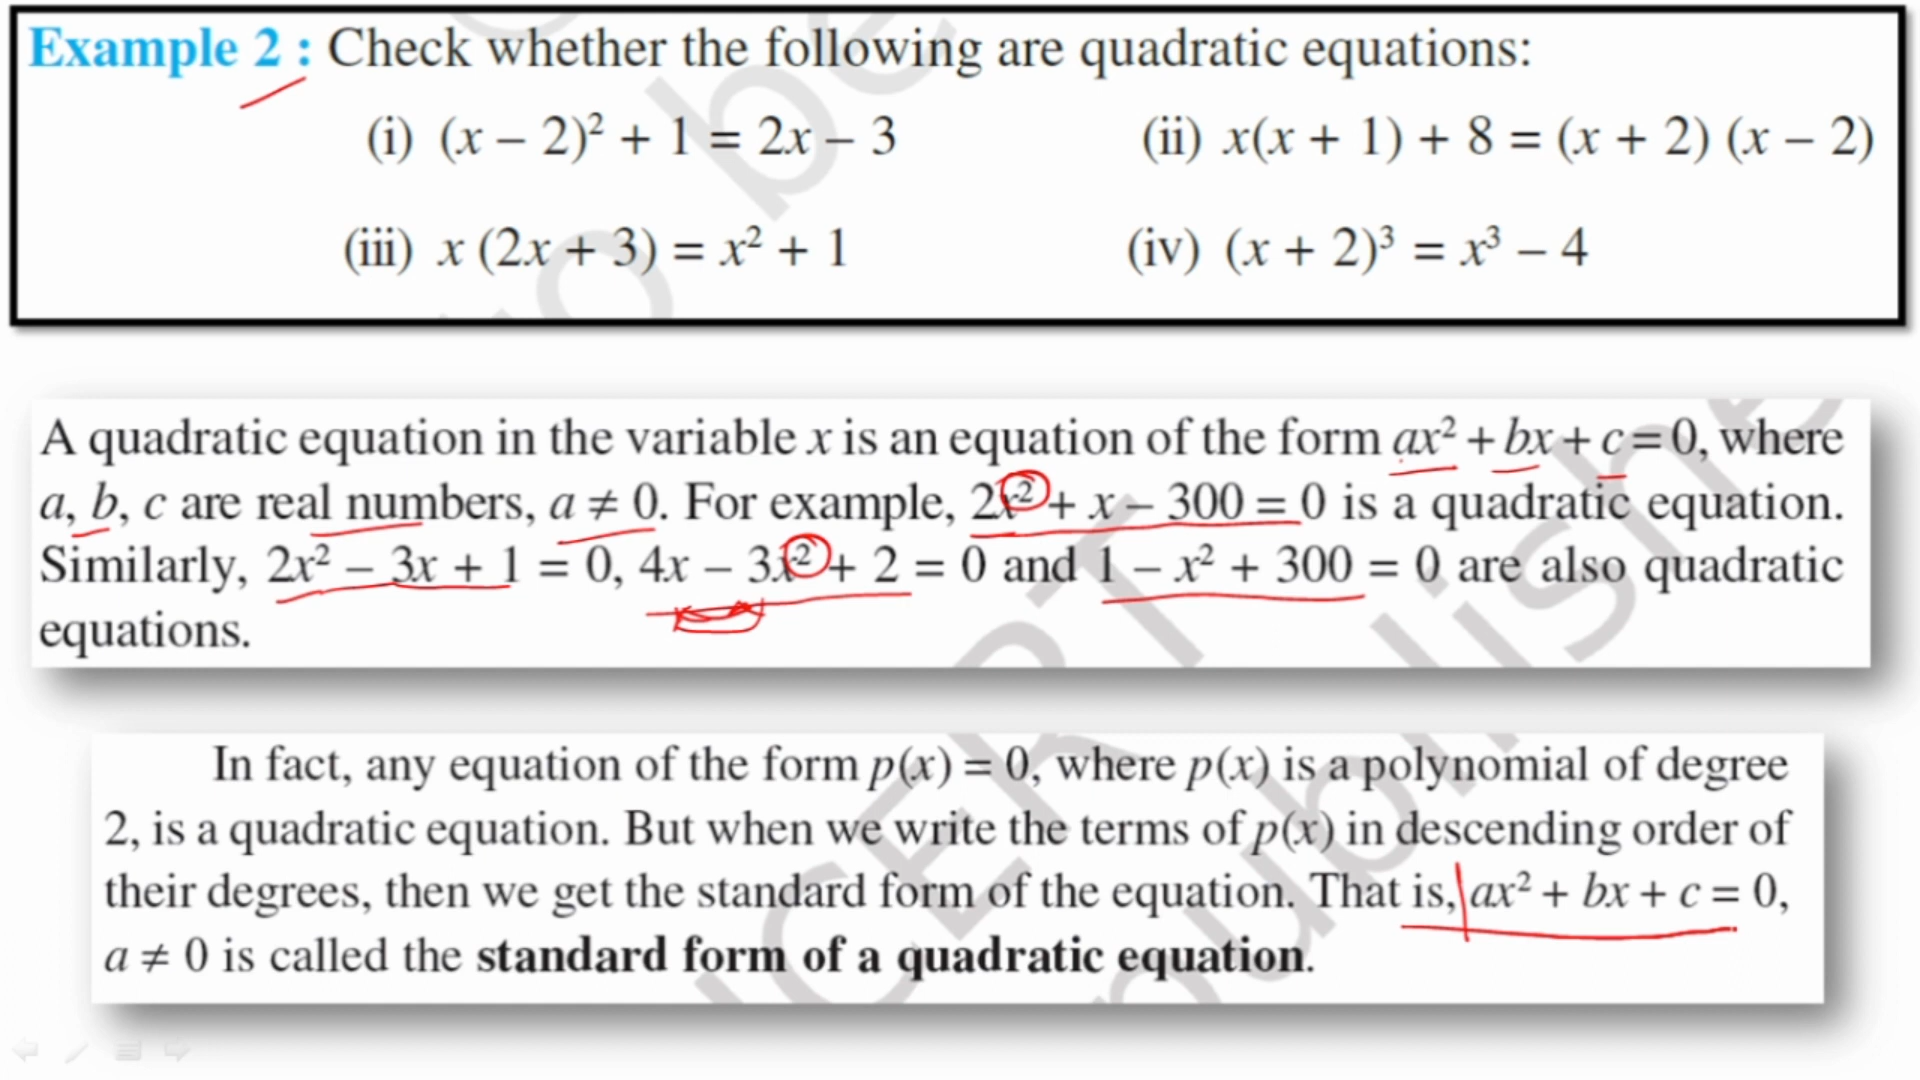 Example 2 : Check whether the following are quadratic equations:
(i) (x – 2)² + 1 = 2x – 3 (ii) x(x + 1) + 8 = (x + 2) (x – 2)
(iii) x (2x + 3) = x² + 1 (iv) (x + 2)³ = x³ – 4
A quadratic equation in the variable x is an equation of the form ax² + bx + c = 0, where
a, b, c are real numbers, a ≠ 0. For example, 2x² + x – 300 = 0 is a quadratic equation.
Similarly, 2x² – 3x + 1 = 0, 4x – 3x² + 2 = 0 and 1 – x² + 300 = 0 are also quadratic
equations.
In fact, any equation of the form p(x) = 0, where p(x) is a polynomial of degree
2, is a quadratic equation. But when we write the terms of p(x) in descending order of
their degrees, then we get the standard form of the equation. That is, ax² + bx + c = 0,
a ≠ 0 is called the standard form of a quadratic equation.